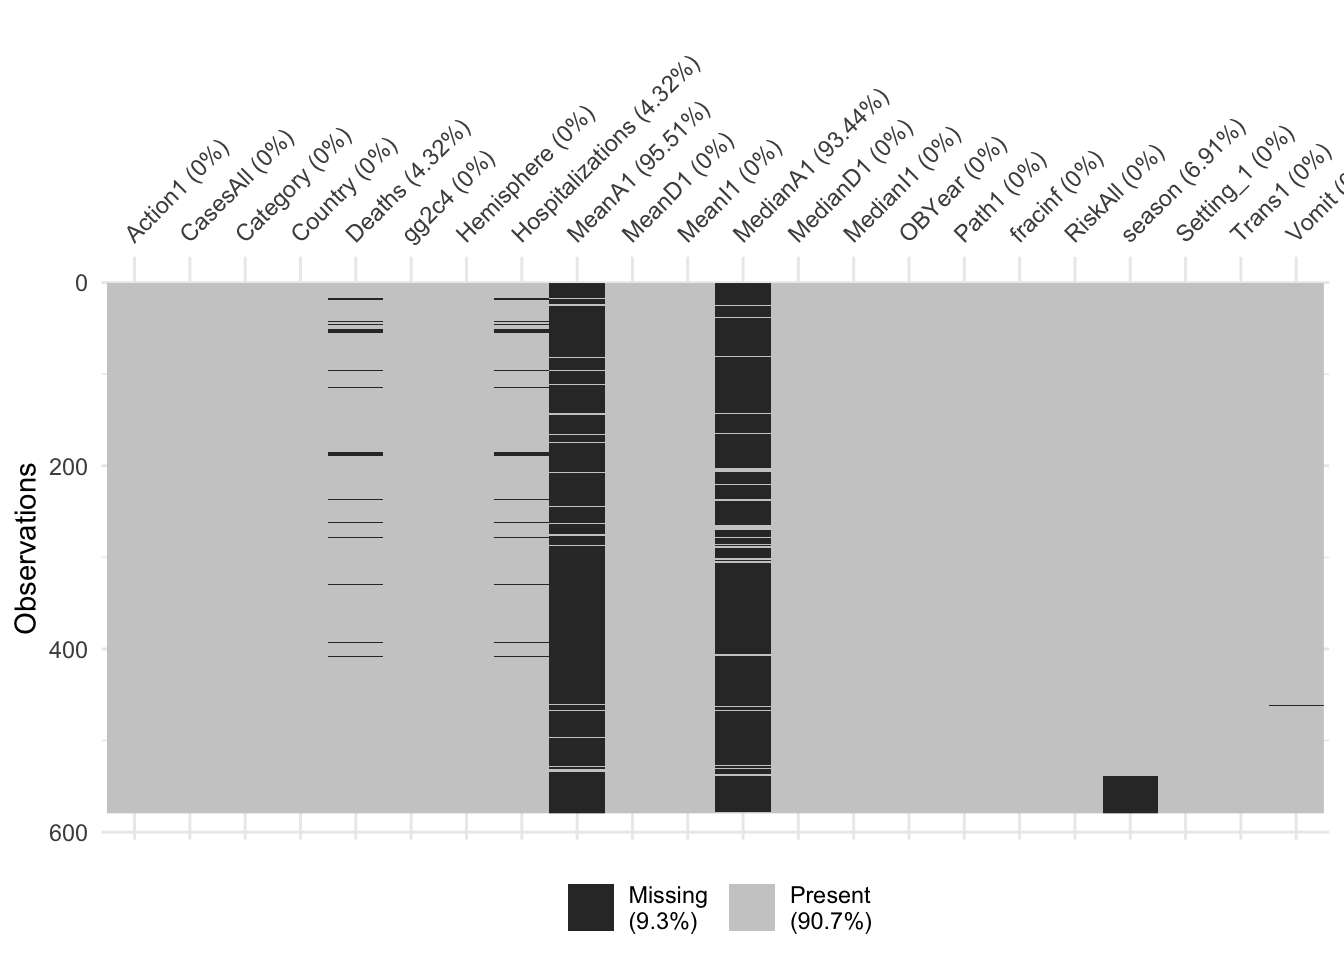 Action1 (0%)
CasesAll (0%)
Category (0%)
Country (0%)
Deaths (4.32%)
gg2c4 (0%)
Hemisphere (0%)
Hospitalizations (4.32%)
MeanA1 (95.51%)
MeanD1 (0%)
MeanI1 (0%)
MedianA1 (93.44%)
MedianD1 (0%)
MedianI1 (0%)
OBYear (0%)
Path1 (0%)
fracinf (0%)
RiskAll (0%)
season (6.91%)
Setting_1 (0%)
Trans1 (0%)
Vomit
Observations
0
200
400
600
Missing
(9.3%)
Present
(90.7%)